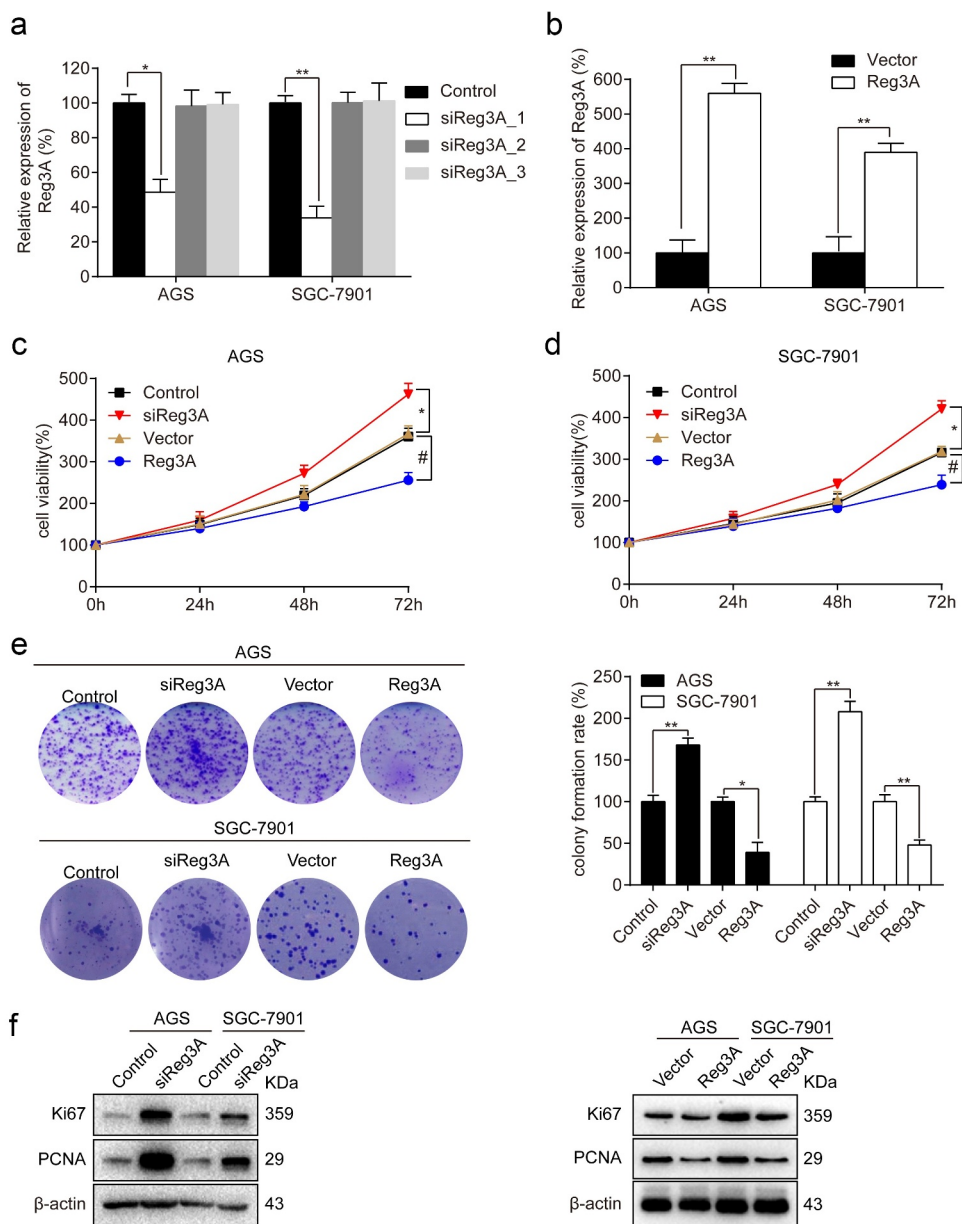 a
Relative expression of
Reg3A (%)
120
100
80
60
40
20
0
*
**
AGS
SGC-7901
Control
siReg3A_1
siReg3A_2
siReg3A_3
b
Relative expression of Reg3A (%)
600
500
400
300
200
100
0
**
**
AGS
SGC-7901
Vector
Reg3A
c
AGS
cell viability(%)
500
400
300
200
100
0
Control
siReg3A
Vector
Reg3A
*
#
0h
24h
48h
72h
d
SGC-7901
cell viability(%)
500
400
300
200
100
0
Control
siReg3A
Vector
Reg3A
*
#
0h
24h
48h
72h
e
AGS
Control
siReg3A
Vector
Reg3A
SGC-7901
Control
siReg3A
Vector
Reg3A
colony formation rate (%)
250
200
150
100
50
0
AGS
SGC-7901
**
*
**
**
Control
siReg3A
Vector
Reg3A
Control
siReg3A
Vector
Reg3A
f
AGS
SGC-7901
Control
siReg3A
Control
siReg3A
KDa
Ki67
359
PCNA
29
β-actin
43
AGS
SGC-7901
Vector
Reg3A
Vector
Reg3A
KDa
Ki67
359
PCNA
29
β-actin
43